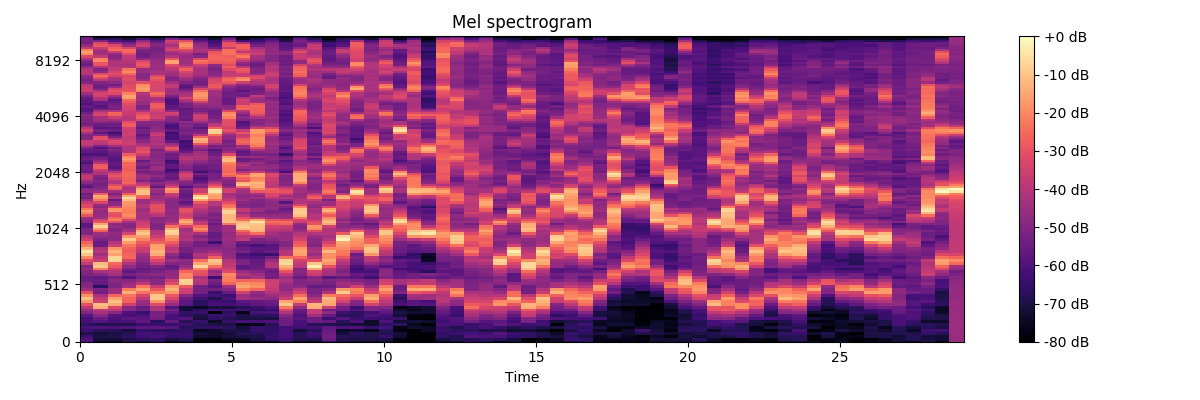 Mel spectrogram
8192
4096
2048
1024
512
0
Hz
0 5 10 15 20 25
Time
+0 dB
-10 dB
-20 dB
-30 dB
-40 dB
-50 dB
-60 dB
-70 dB
-80 dB